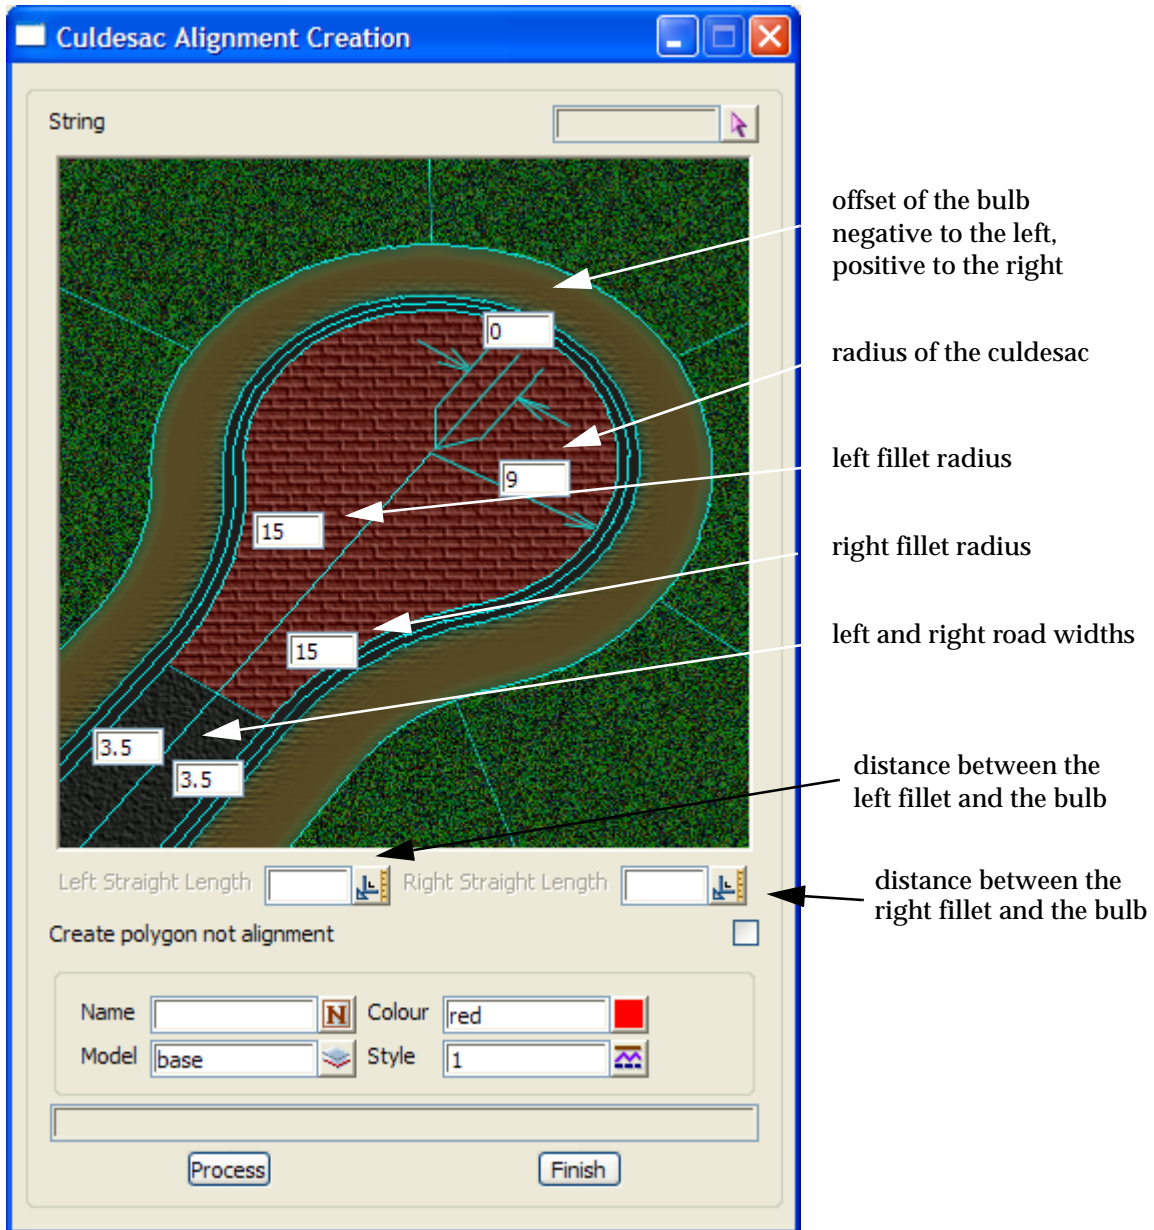 Culdesac Alignment Creation
String
offset of the bulb
negative to the left,
positive to the right
0
radius of the culdesac
9
left fillet radius
15
right fillet radius
15
left and right road widths
3.5
3.5
distance between the
left fillet and the bulb
Left Straight Length
Right Straight Length
distance between the
right fillet and the bulb
Create polygon not alignment
Name N Colour red
Model base Style 1
Process Finish